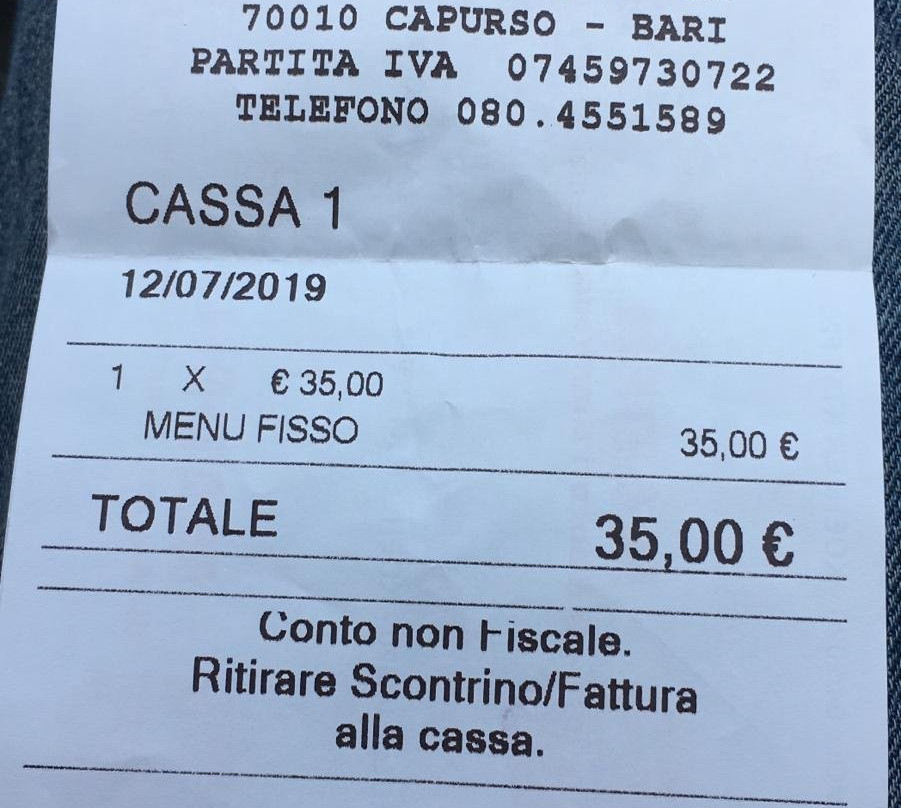 70010 CAPURSO - BARI
PARTITA IVA 07459730722
TELEFONO 080.4551589
CASSA 1
12/07/2019
1 X € 35,00
MENU FISSO 35,00 €
TOTALE 35,00 €
Conto non Fiscale.
Ritirare Scontrino/Fattura
alla cassa.